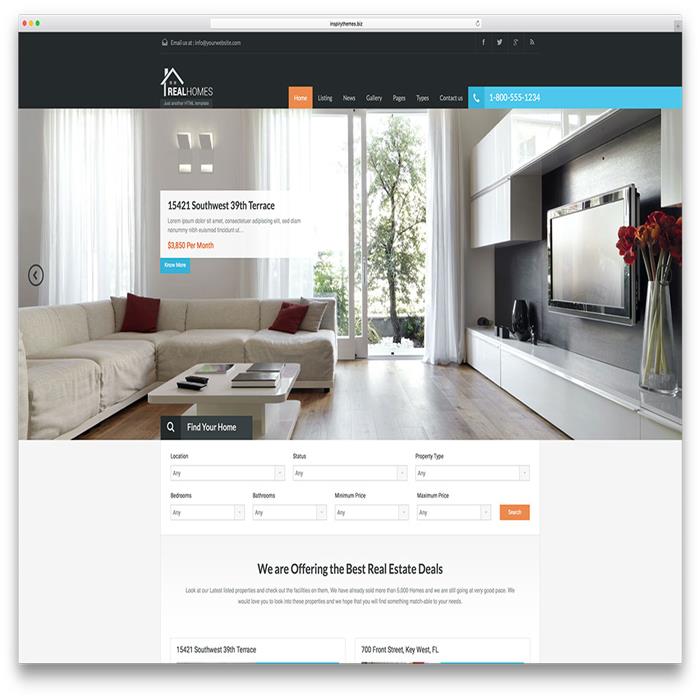 inspirythemes.biz
Email us at : info@yourwebsite.com
REALHOMES
Just another HTML template
Home Listing News Gallery Pages Types Contact us 1-800-555-1234
15421 Southwest 39th Terrace
Lorem ipsum dolor sit amet, consectetuer adipiscing elit, sed diam
nonummy nibh euismod tincidunt ut...
$3,850 Per Month
Know More
Find Your Home
Location Status Property Type
Any Any Any
Bedrooms Bathrooms Minimum Price Maximum Price
Any Any Any Any Search
We are Offering the Best Real Estate Deals
Look at our Latest listed properties and check out the facilities on them, We have already sold more than 5,000 Homes and we are still going at very good pace. We
would love you to look into these properties and we hope that you will find something match-able to your needs.
15421 Southwest 39th Terrace 700 Front Street, Key West, FL